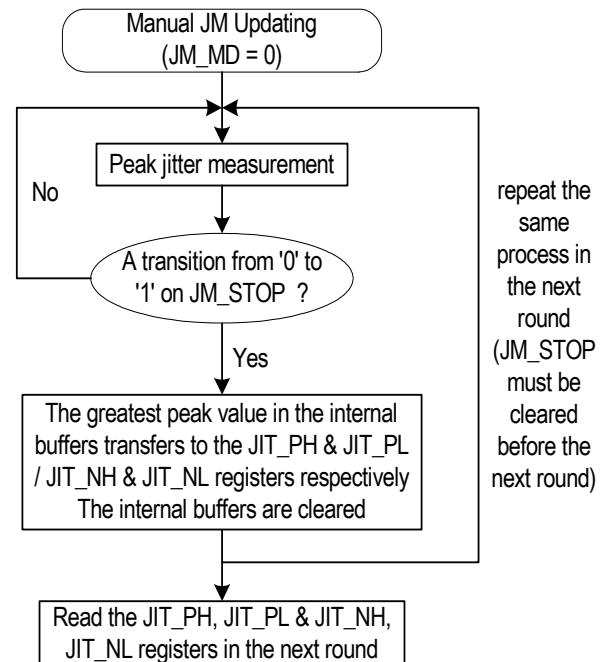 Manual JM Updating
(JM_MD = 0)
Peak jitter measurement
No
A transition from '0' to
'1' on JM_STOP ?
Yes
The greatest peak value in the internal
buffers transfers to the JIT_PH & JIT_PL
/ JIT_NH & JIT_NL registers respectively
The internal buffers are cleared
repeat the
same
process in
the next
round
(JM_STOP
must be
cleared
before the
next round)
Read the JIT_PH, JIT_PL & JIT_NH,
JIT_NL registers in the next round